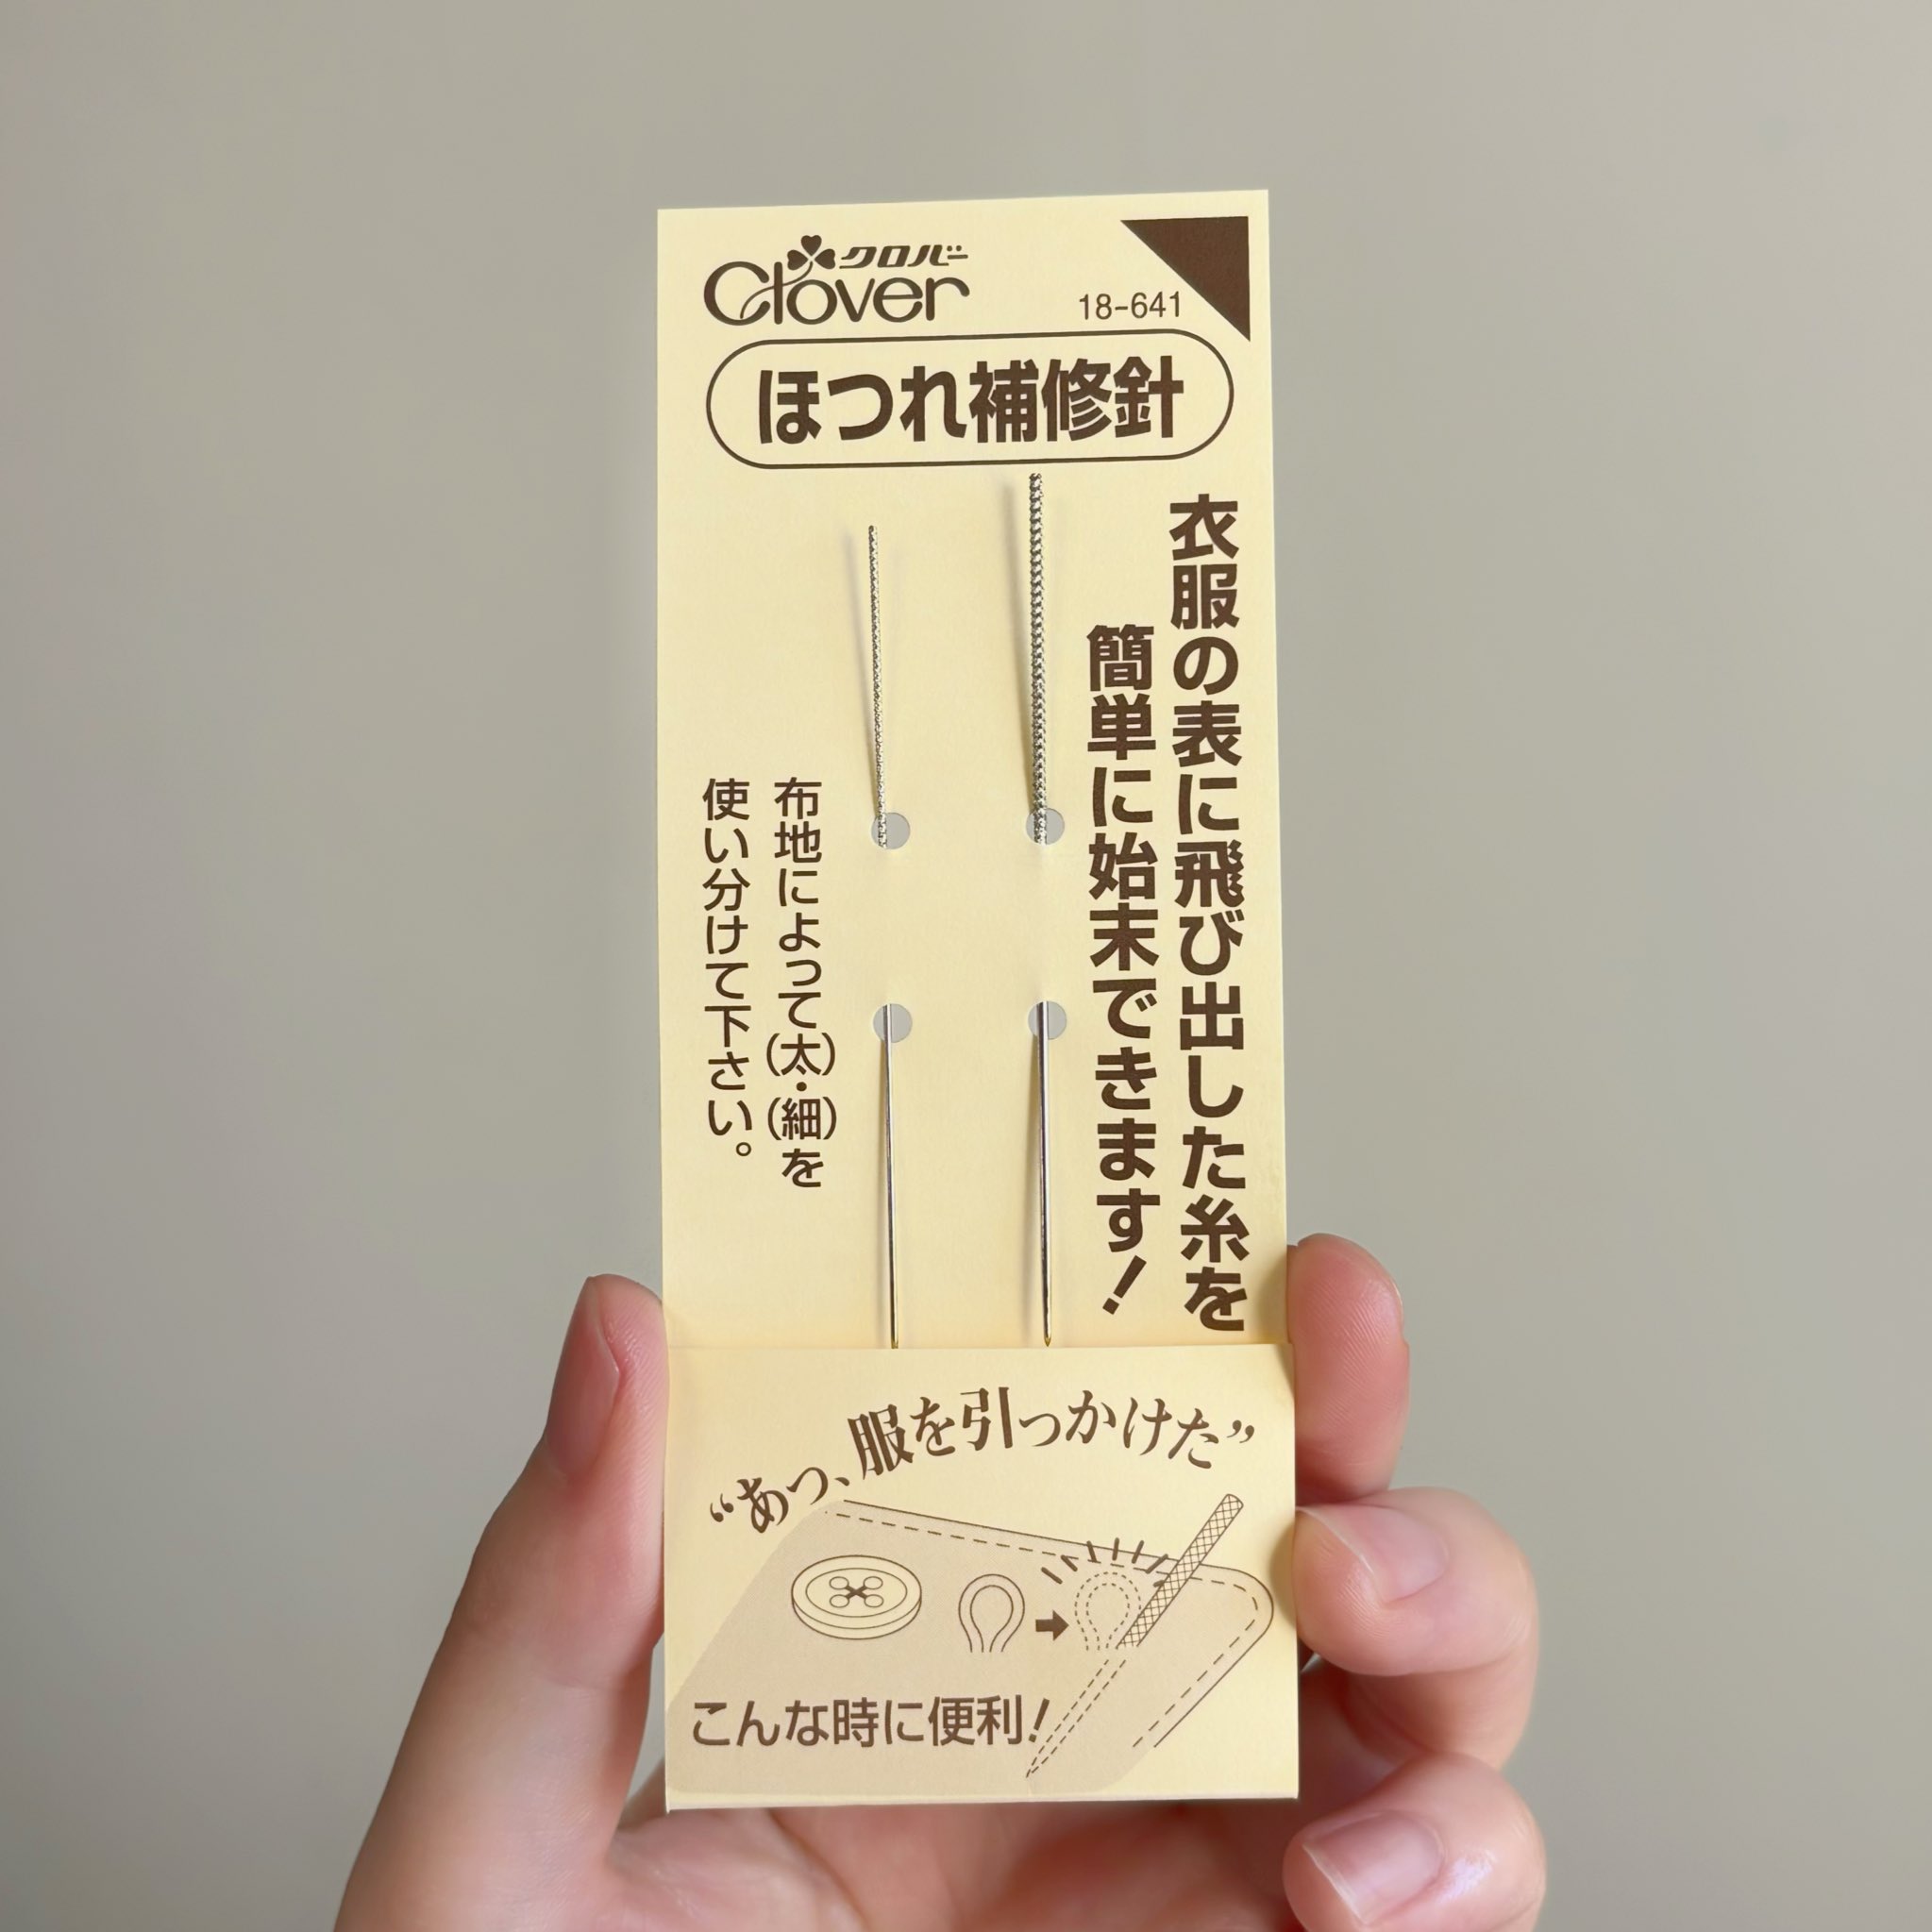 クロバー
Clover
18-641
ほつれ補修針
衣服の表に飛び出した糸を
簡単に始末できます！
布地によって(太)・(細)を
使い分けて下さい。
“あつ、服を引っかけた”
こんな時に便利！